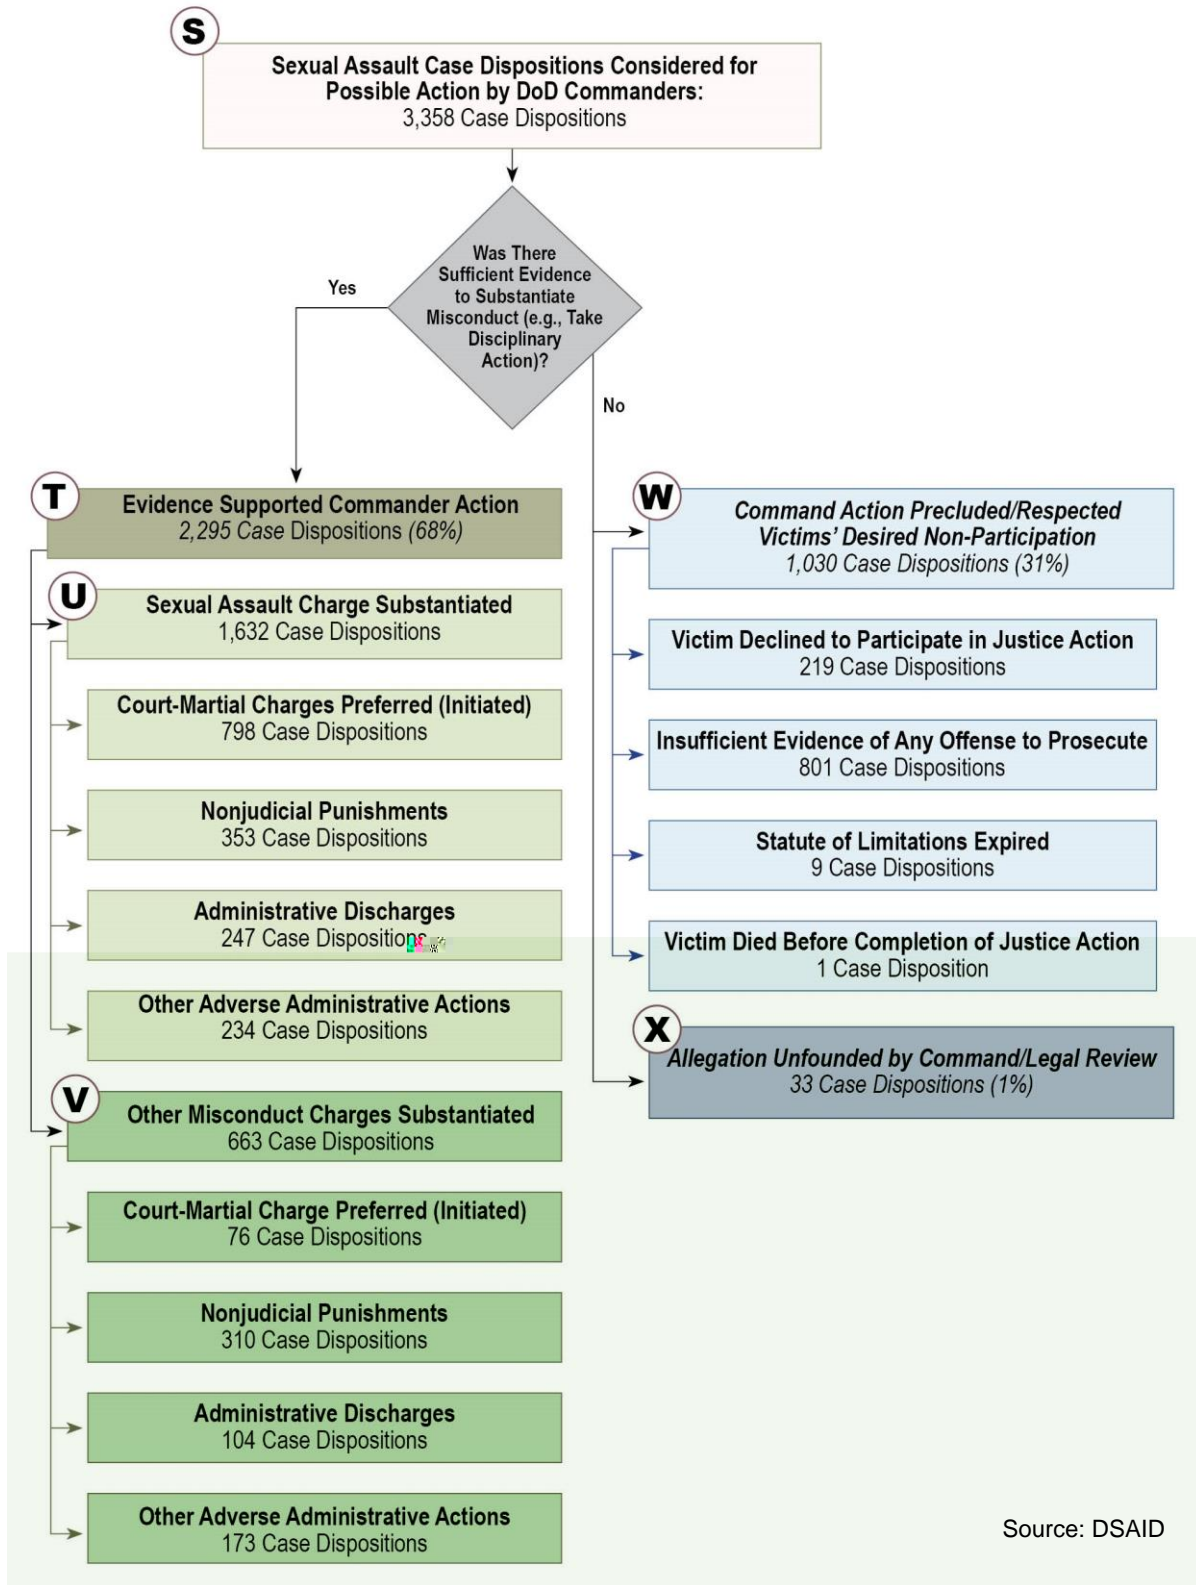 S
Sexual Assault Case Dispositions Considered for
Possible Action by DoD Commanders:
3,358 Case Dispositions
Was There
Sufficient Evidence
to Substantiate
Misconduct (e.g., Take
Disciplinary
Action)?
Yes
No
T
Evidence Supported Commander Action
2,295 Case Dispositions (68%)
U
Sexual Assault Charge Substantiated
1,632 Case Dispositions
Court-Martial Charges Preferred (Initiated)
798 Case Dispositions
Nonjudicial Punishments
353 Case Dispositions
Administrative Discharges
247 Case Dispositions
Other Adverse Administrative Actions
234 Case Dispositions
V
Other Misconduct Charges Substantiated
663 Case Dispositions
Court-Martial Charge Preferred (Initiated)
76 Case Dispositions
Nonjudicial Punishments
310 Case Dispositions
Administrative Discharges
104 Case Dispositions
Other Adverse Administrative Actions
173 Case Dispositions
W
Command Action Precluded/Respected
Victims' Desired Non-Participation
1,030 Case Dispositions (31%)
Victim Declined to Participate in Justice Action
219 Case Dispositions
Insufficient Evidence of Any Offense to Prosecute
801 Case Dispositions
Statute of Limitations Expired
9 Case Dispositions
Victim Died Before Completion of Justice Action
1 Case Disposition
X
Allegation Unfounded by Command/Legal Review
33 Case Dispositions (1%)
Source: DSAID